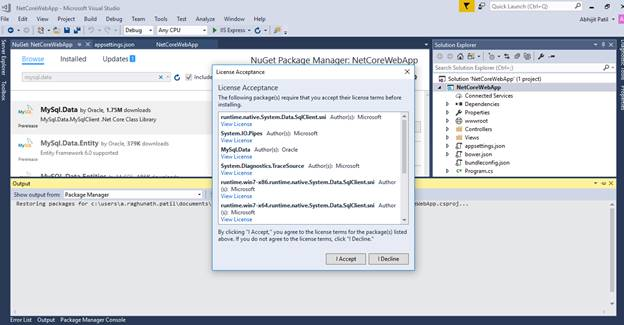 NetCoreWebApp - Microsoft Visual Studio
File Edit View Project Build Debug Team Tools Architecture Test Analyze Window Help
Abhijit Patil
Debug Any CPU IIS Express
Server Explorer
Toolbox
NuGet: NetCoreWebApp appsettings.json NetCoreWebApp
Browse Installed Updates 1
NuGet Package Manager: NetCoreWebApp
mysql.data
Include
MySql.Data by Oracle, 1.75M downloads
MySql.Data.MySqlClient .Net Core Class Library
Prerelease
MySql.Data.Entity by Oracle, 379K downloads
Entity Framework 6.0 supported
Prerelease
License Acceptance
License Acceptance
The following package(s) require that you accept their license terms before
installing.
runtime.native.System.Data.SqlClient.sni Author(s): Microsoft
View License
System.IO.Pipes Author(s): Microsoft
View License
MySql.Data Author(s): Oracle
View License
System.Diagnostics.TraceSource Author(s): Microsoft
View License
runtime.win7-x86.runtime.native.System.Data.SqlClient.sni Author
(s): Microsoft
View License
runtime.win7-x64.runtime.native.System.Data.SqlClient.sni Author
(s): Microsoft
View License
By clicking "I Accept," you agree to the license terms for the package(s) listed
above. If you do not agree to the license terms, click "I Decline."
I Accept I Decline
Solution Explorer
Search Solution Explorer (Ctrl+;)
Solution 'NetCoreWebApp' (1 project)
NetCoreWebApp
Connected Services
Dependencies
Properties
wwwroot
Controllers
Views
appsettings.json
bower.json
bundleconfig.json
Program.cs
Output
Show output from: Package Manager
Restoring packages for c:\users\a.raghunath.patil\documents\
WebApp.csproj...
Error List Output Package Manager Console